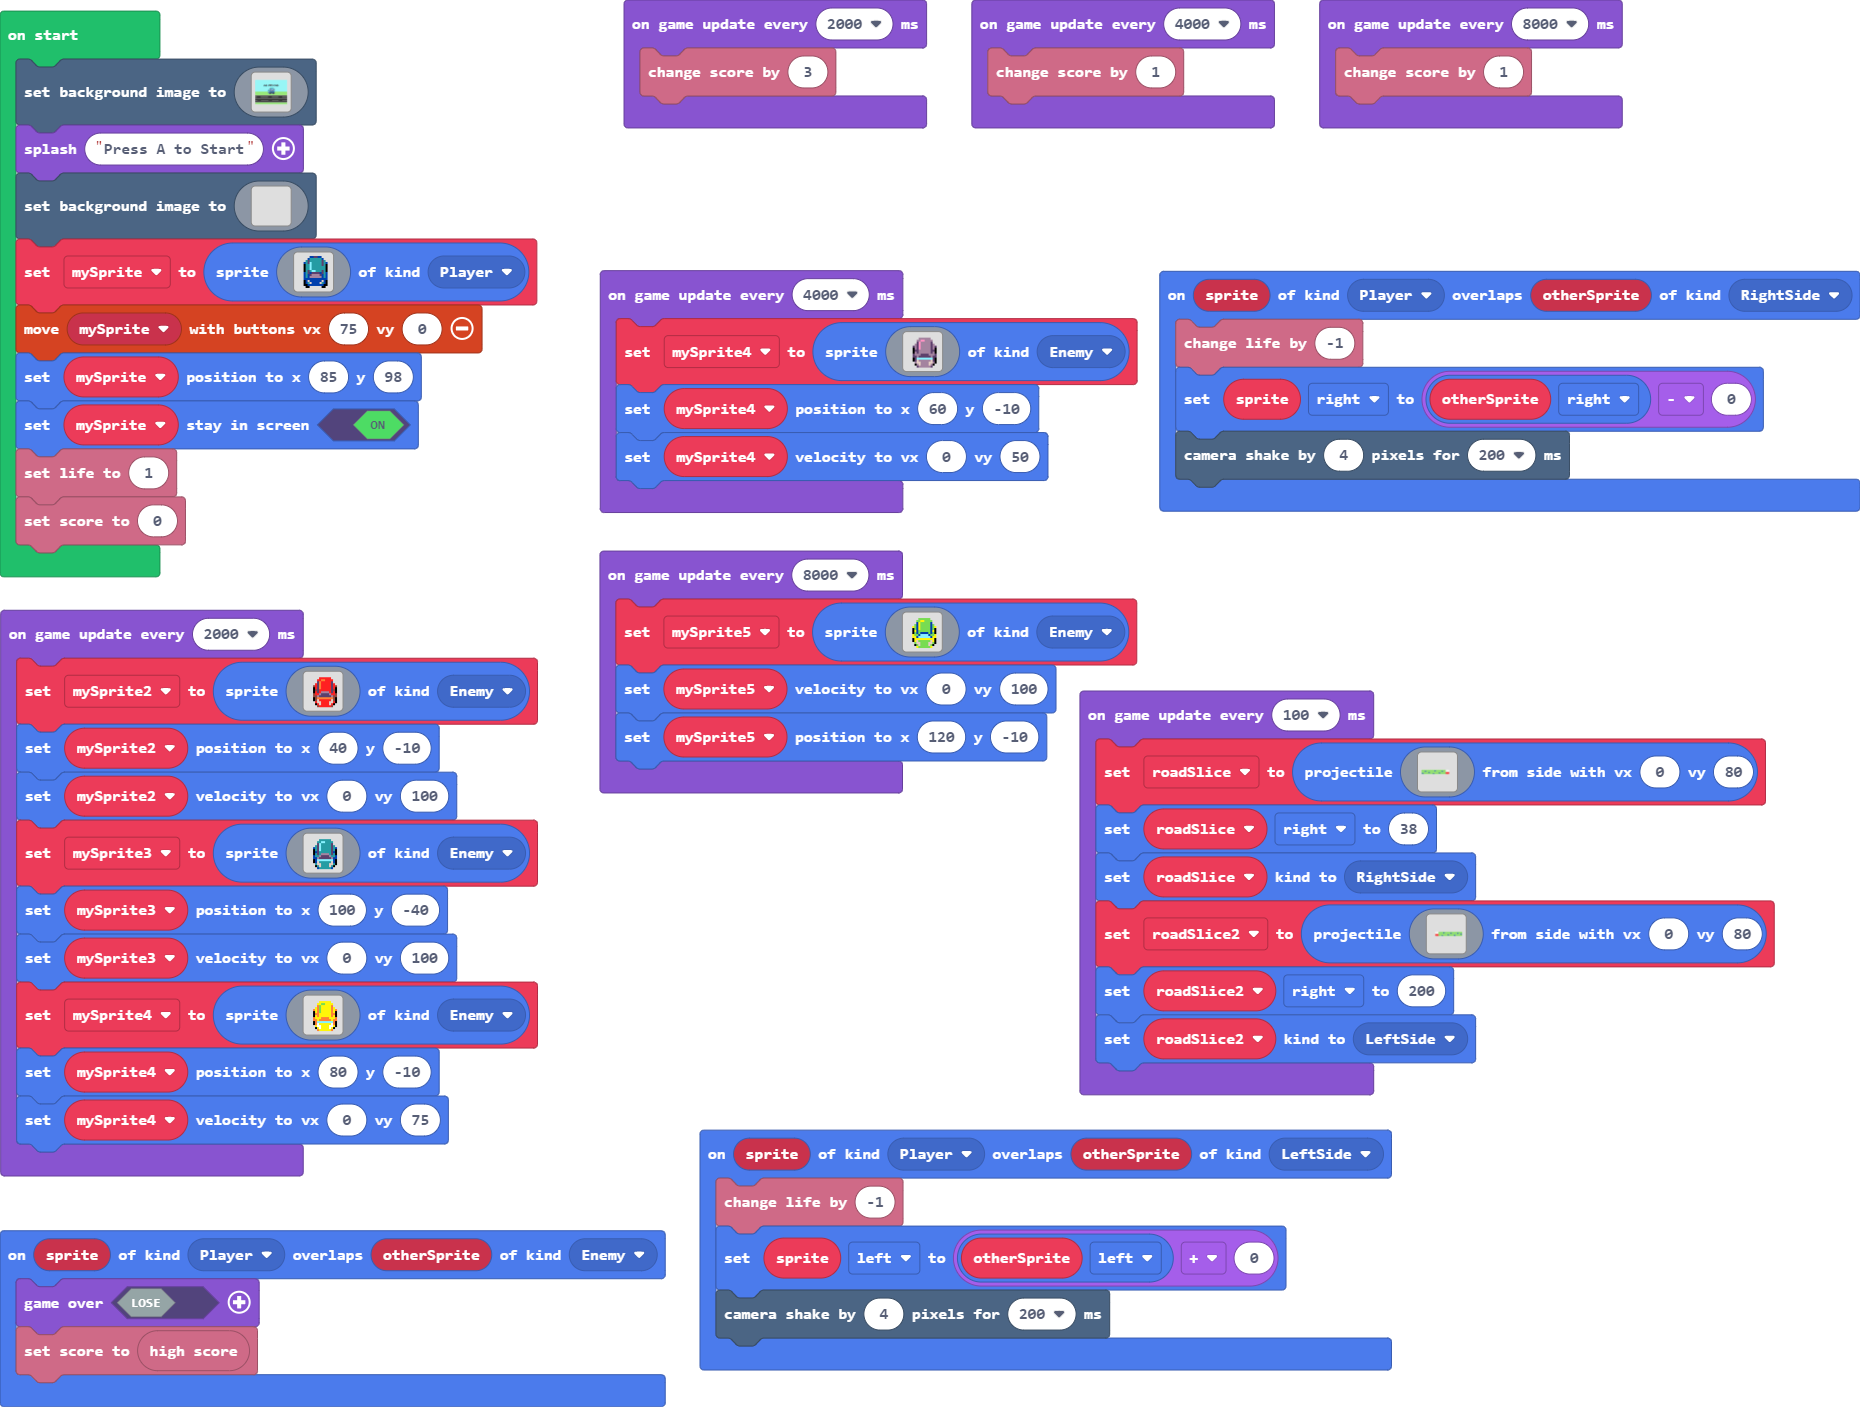 on start
set background image to
splash "Press A to Start"
set background image to
set mySprite to sprite of kind Player
move mySprite with buttons vx 75 vy 0
set mySprite position to x 85 y 98
set mySprite stay in screen ON
set life to 1
set score to 0
on game update every 2000 ms
change score by 3
on game update every 4000 ms
change score by 1
on game update every 8000 ms
change score by 1
on game update every 4000 ms
set mySprite4 to sprite of kind Enemy
set mySprite4 position to x 60 y -10
set mySprite4 velocity to vx 0 vy 50
on sprite of kind Player overlaps otherSprite of kind RightSide
change life by -1
set sprite right to otherSprite right - 0
camera shake by 4 pixels for 200 ms
on game update every 8000 ms
set mySprite5 to sprite of kind Enemy
set mySprite5 velocity to vx 0 vy 100
set mySprite5 position to x 120 y -10
on game update every 2000 ms
set mySprite2 to sprite of kind Enemy
set mySprite2 position to x 40 y -10
set mySprite2 velocity to vx 0 vy 100
set mySprite3 to sprite of kind Enemy
set mySprite3 position to x 100 y -40
set mySprite3 velocity to vx 0 vy 100
set mySprite4 to sprite of kind Enemy
set mySprite4 position to x 80 y -10
set mySprite4 velocity to vx 0 vy 75
on game update every 100 ms
set roadSlice to projectile from side with vx 0 vy 80
set roadSlice right to 38
set roadSlice kind to RightSide
set roadSlice2 to projectile from side with vx 0 vy 80
set roadSlice2 right to 200
set roadSlice2 kind to LeftSide
on sprite of kind Player overlaps otherSprite of kind LeftSide
change life by -1
set sprite left to otherSprite left + 0
camera shake by 4 pixels for 200 ms
on sprite of kind Player overlaps otherSprite of kind Enemy
game over LOSE
set score to high score